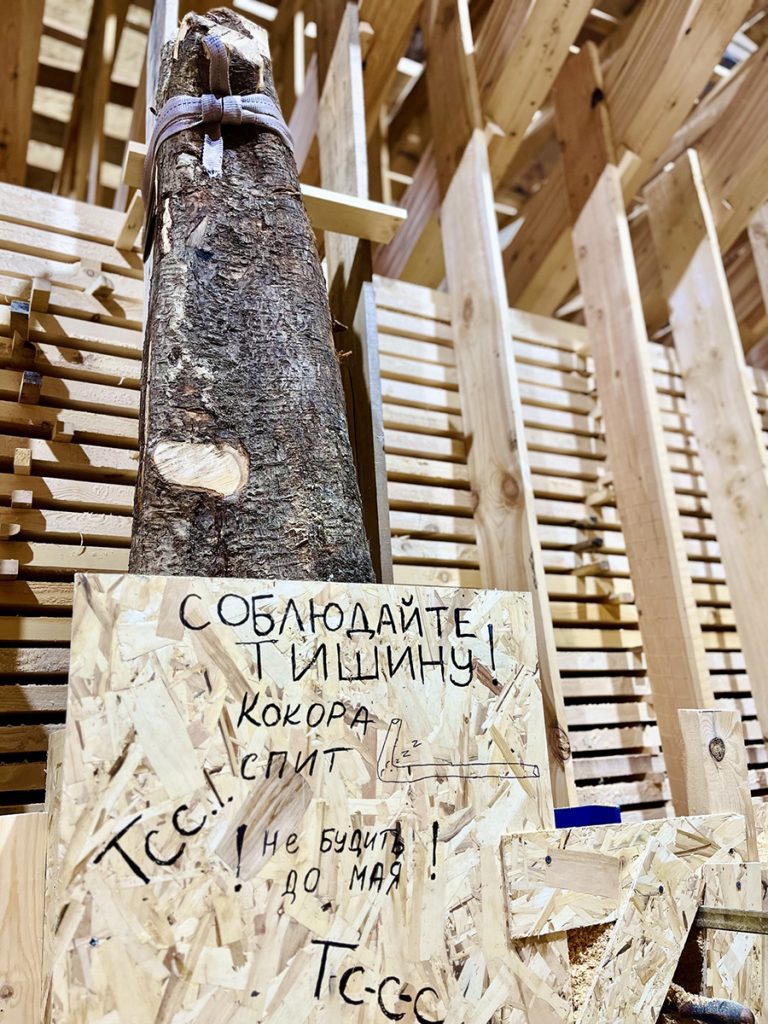 СОБЛЮДАЙТЕ
ТИШИНУ!
КОКОРА
СПИТ
z z z
Тсс!
! НЕ БУДИТЬ !
ДО МАЯ
Т-с-с-с